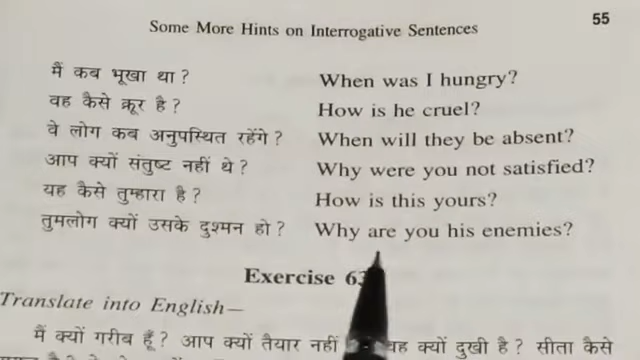 Some More Hints on Interrogative Sentences 55
मैं कब भूखा था ? When was I hungry?
वह कैसे क्रूर है ? How is he cruel?
वे लोग कब अनुपस्थित रहेंगे ? When will they be absent?
आप क्यों संतुष्ट नहीं थे ? Why were you not satisfied?
यह कैसे तुम्हारा है ? How is this yours?
तुमलोग क्यों उसके दुश्मन हो ? Why are you his enemies?
Exercise
Translate into English—
मैं क्यों गरीब हूँ ? आप क्यों तैयार नहीं वह क्यों दुखी है ? सीता कैसे